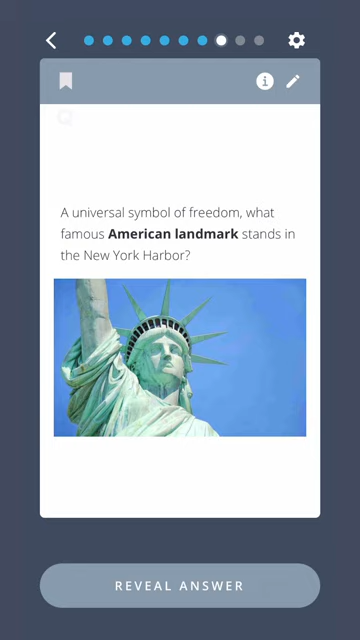 A universal symbol of freedom, what
famous American landmark stands in
the New York Harbor?
REVEAL ANSWER